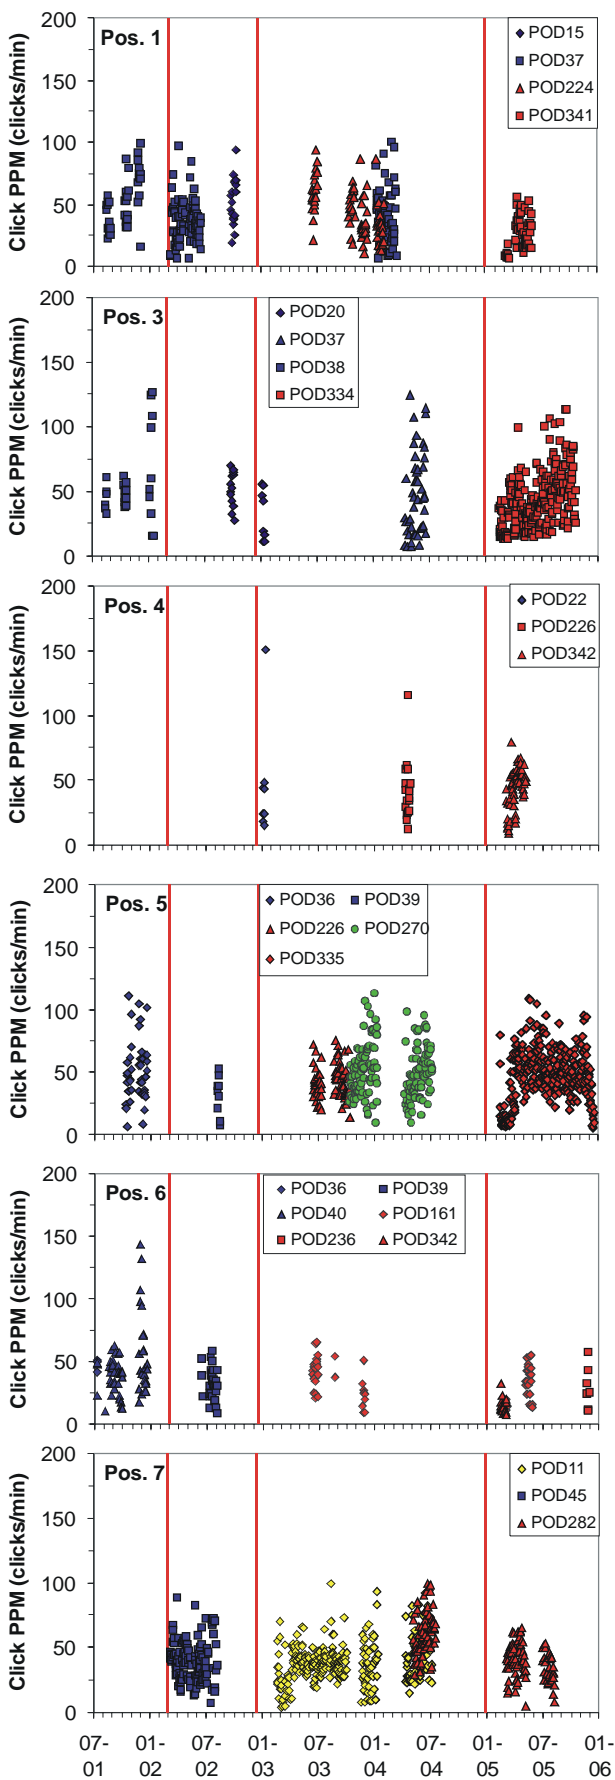 200
Pos. 1
POD15
POD37
POD224
POD341
150
100
50
0
Click PPM (clicks/min)
200
Pos. 3
POD20
POD37
POD38
POD334
150
100
50
0
Click PPM (clicks/min)
200
Pos. 4
POD22
POD226
POD342
150
100
50
0
Click PPM (clicks/min)
200
Pos. 5
POD36 POD39
POD226 POD270
POD335
150
100
50
0
Click PPM (clicks/min)
200
Pos. 6
POD36 POD39
POD40 POD161
POD236 POD342
150
100
50
0
Click PPM (clicks/min)
200
Pos. 7
POD11
POD45
POD282
150
100
50
0
Click PPM (clicks/min)
07- 01- 07- 01- 07- 01- 07- 01- 07- 01-
01 02 02 03 03 04 04 05 05 06